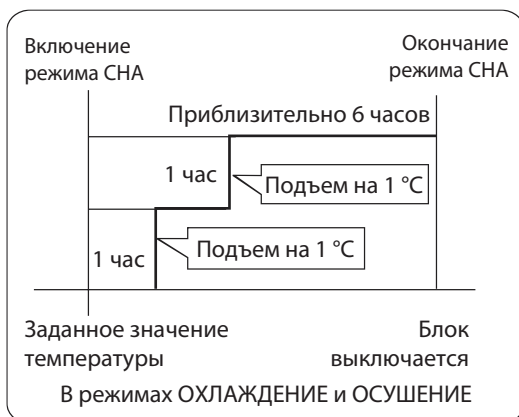 Включение
режима СНА
Окончание
режима СНА
Приблизительно 6 часов
1 час
Подъем на 1 °C
1 час
Подъем на 1 °C
Заданное значение
температуры
Блок
выключается
В режимах ОХЛАЖДЕНИЕ и ОСУШЕНИЕ